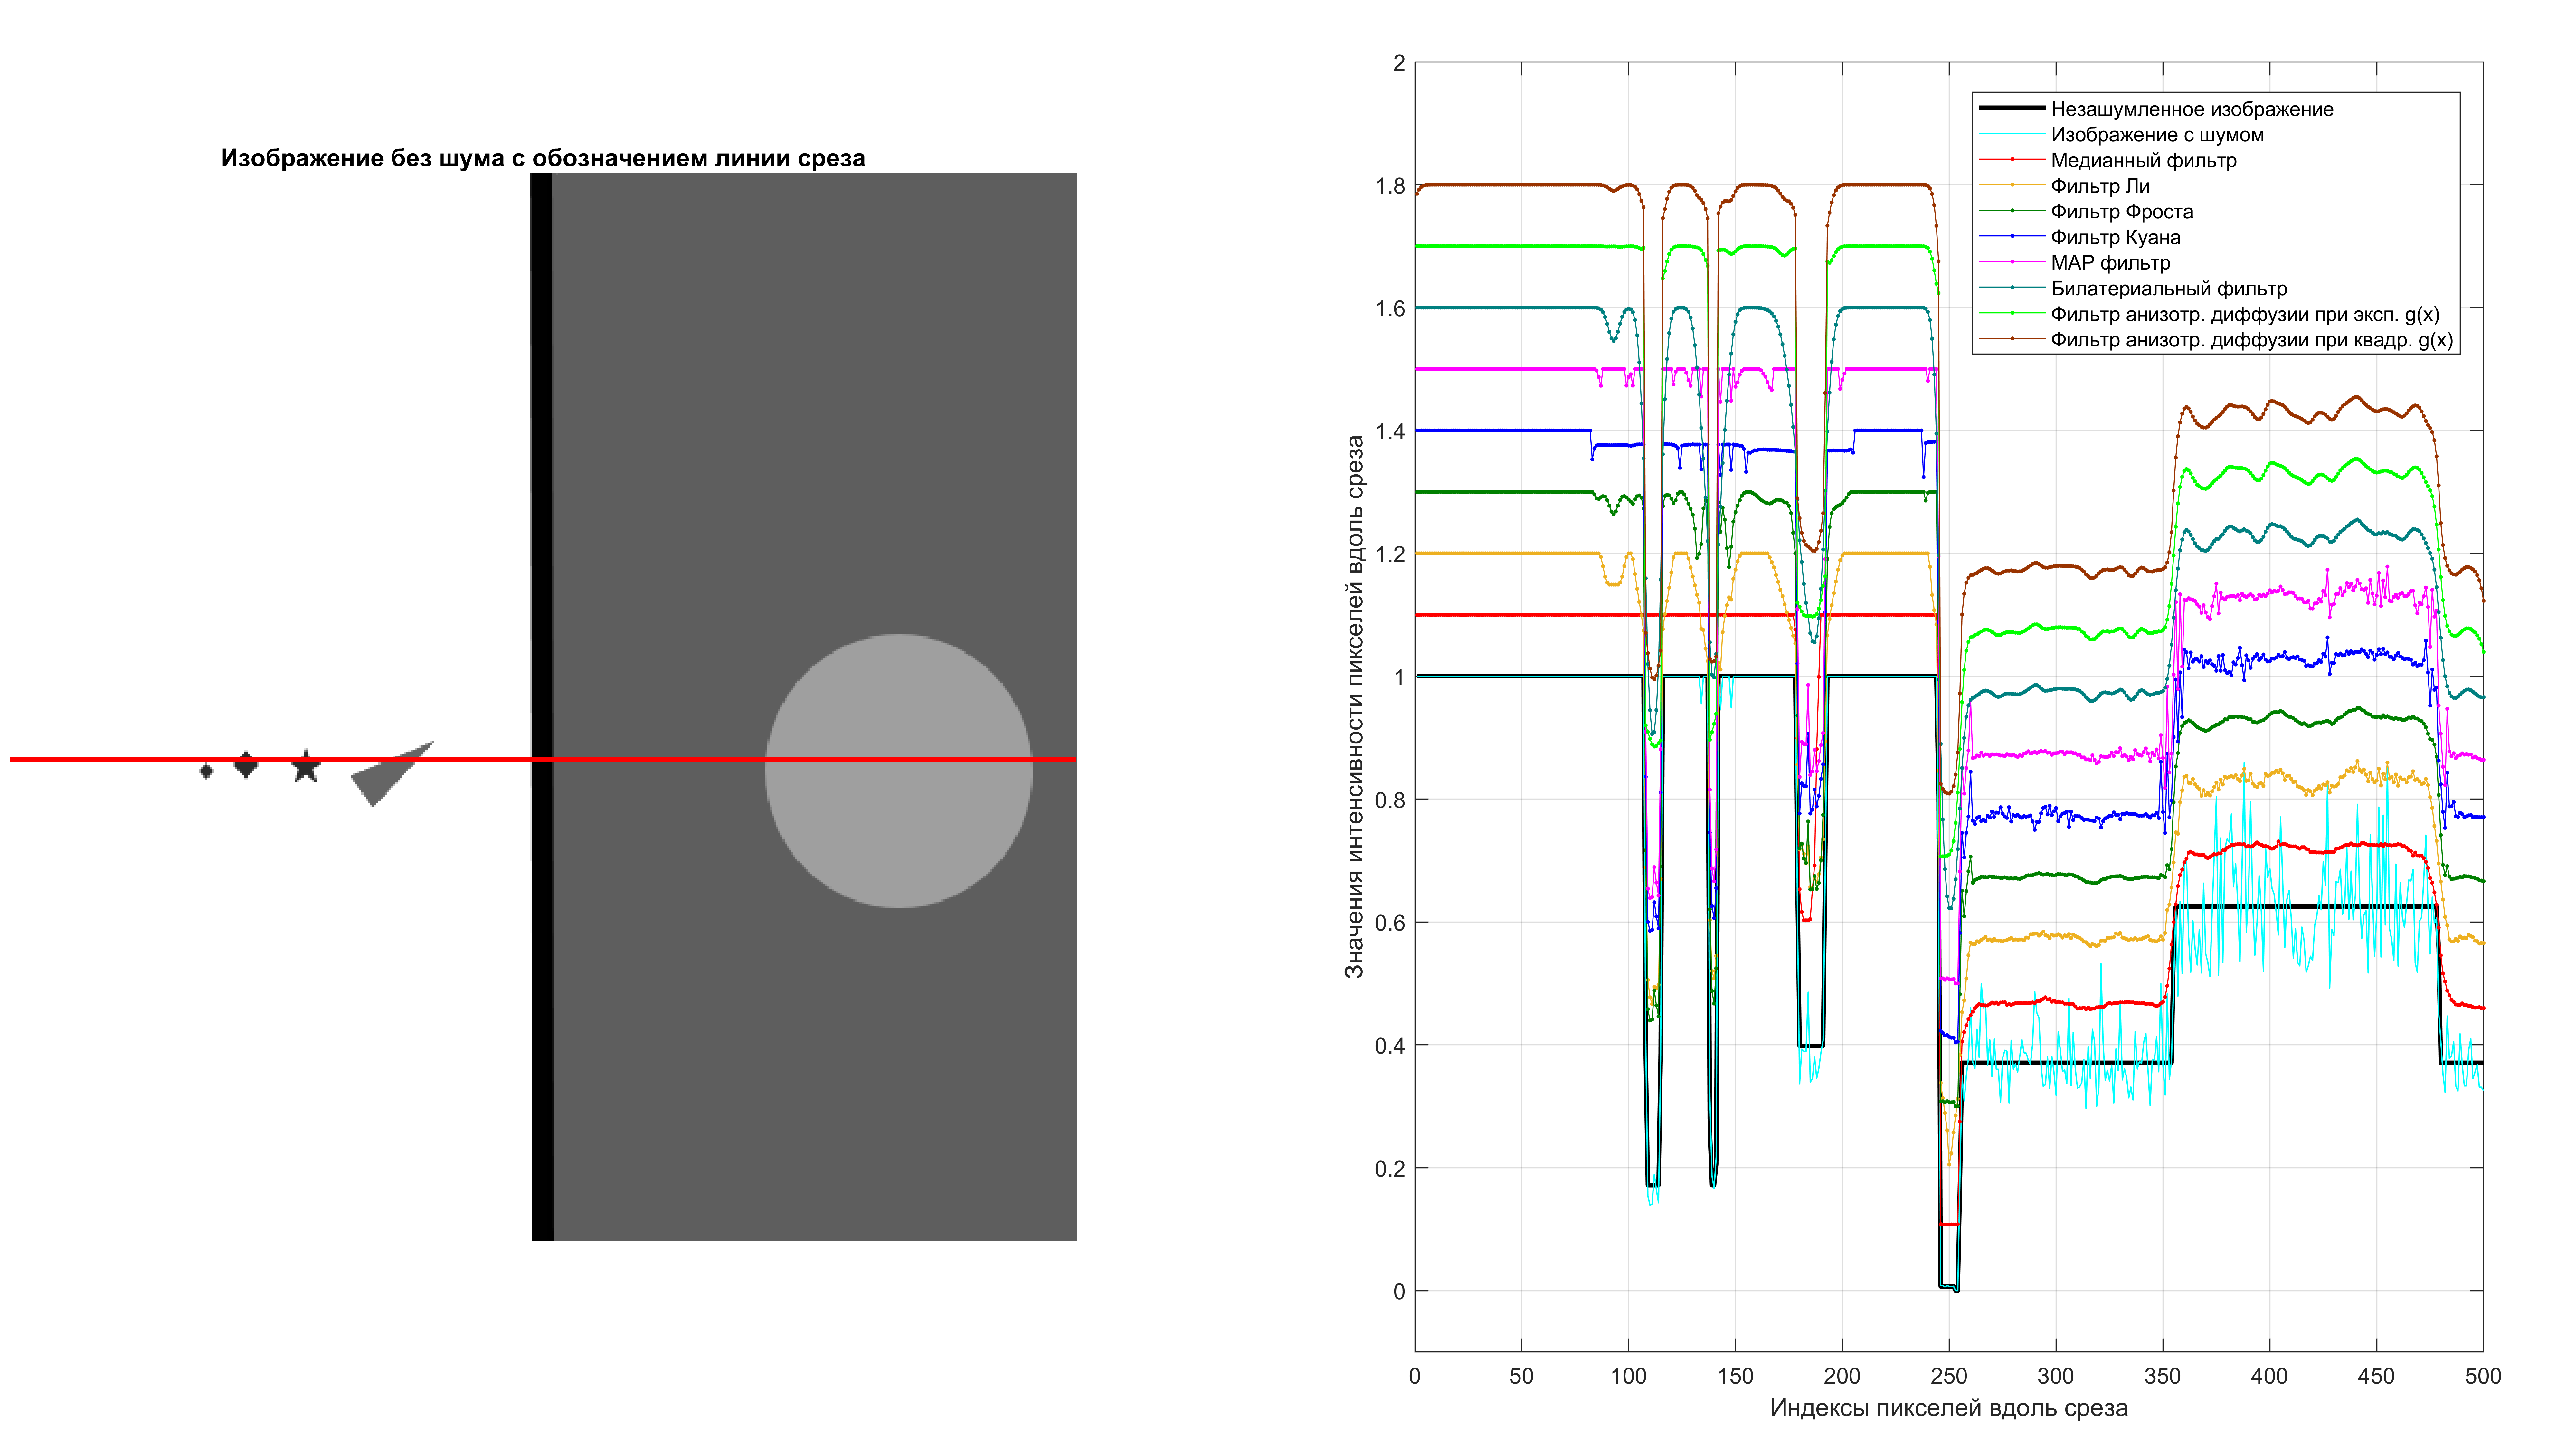 Изображение без шума с обозначением линии среза
Значения интенсивности пикселей вдоль среза
2
1.8
1.6
1.4
1.2
1
0.8
0.6
0.4
0.2
0
Незашумленное изображение
Изображение с шумом
Медианный фильтр
Фильтр Ли
Фильтр Фроста
Фильтр Куана
MAP фильтр
Билатериальный фильтр
Фильтр анизотр. диффузии при эксп. g(x)
Фильтр анизотр. диффузии при квадр. g(x)
0 50 100 150 200 250 300 350 400 450 500
Индексы пикселей вдоль среза